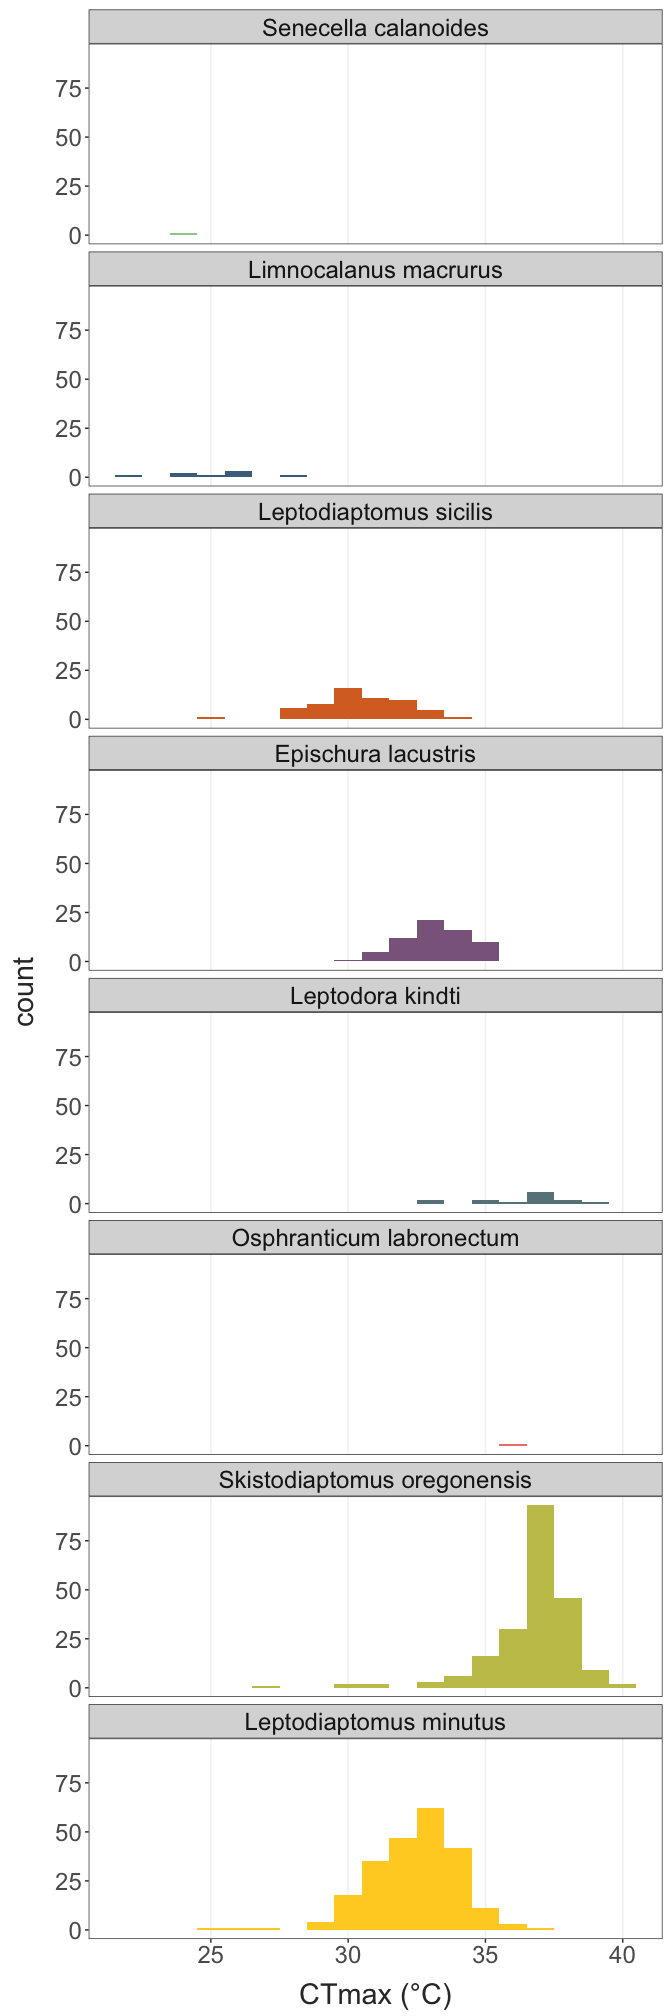 Senecella calanoides
75
50
25
0
Limnocalanus macrurus
75
50
25
0
Leptodiaptomus sicilis
75
50
25
0
Epischura lacustris
75
50
25
0
count
Leptodora kindti
75
50
25
0
Osphranticum labronectum
75
50
25
0
Skistodiaptomus oregonensis
75
50
25
0
Leptodiaptomus minutus
75
50
25
0
25 30 35 40
CTmax (°C)